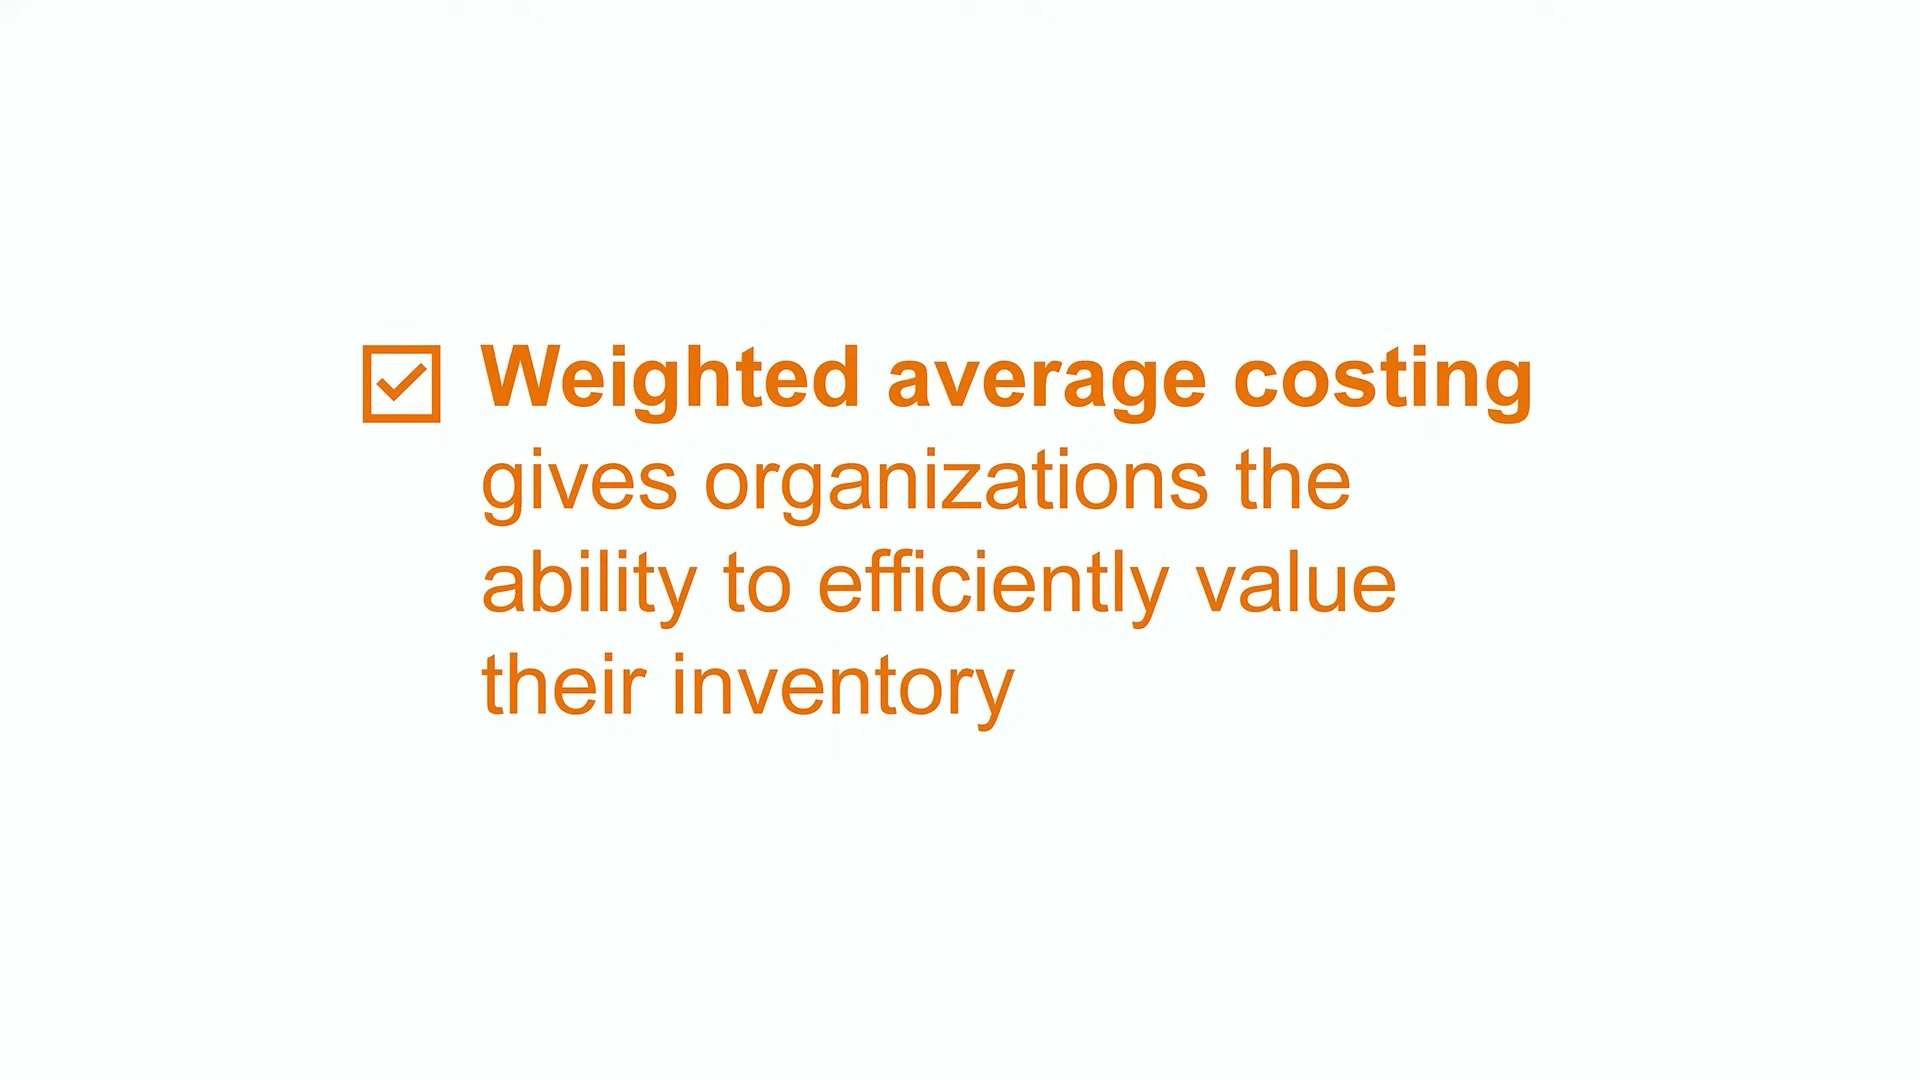 Weighted average costing
gives organizations the
ability to efficiently value
their inventory